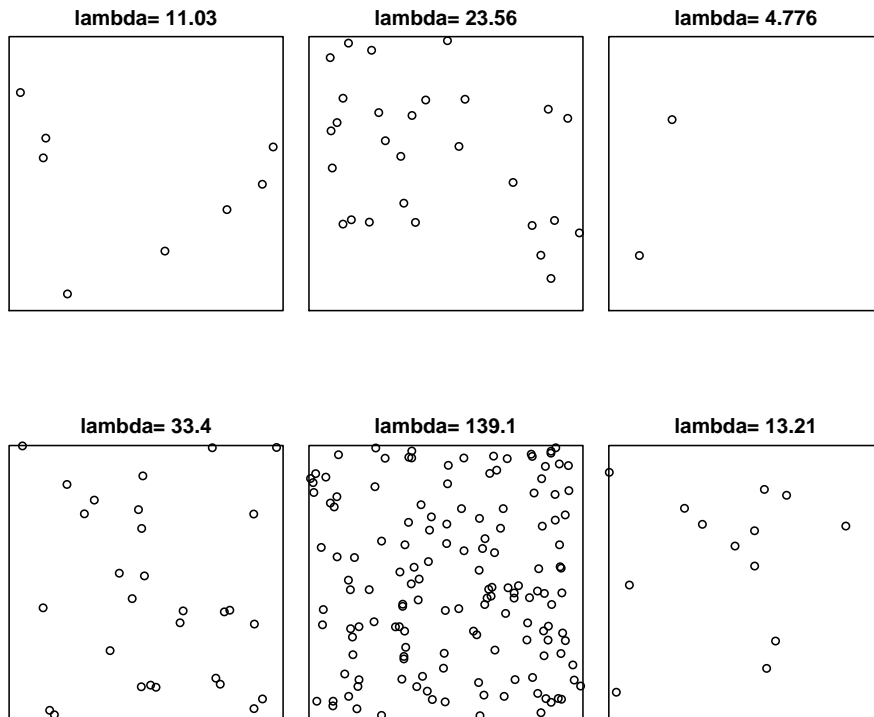 lambda= 11.03
lambda= 23.56
lambda= 4.776
lambda= 33.4
lambda= 139.1
lambda= 13.21